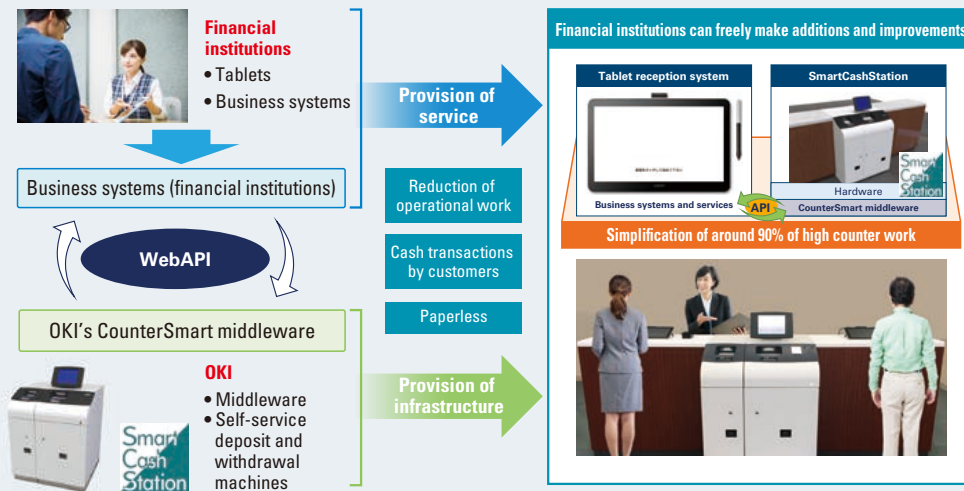 Financial
institutions
• Tablets
• Business systems
Business systems (financial institutions)
WebAPI
OKI's CounterSmart middleware
Smart
Cash
Station
OKI
• Middleware
• Self-service
deposit and
withdrawal
machines
Provision of
service
Reduction of
operational work
Cash transactions
by customers
Paperless
Provision of
infrastructure
Financial institutions can freely make additions and improvements
Tablet reception system
Business systems and services
API
SmartCashStation
Smart
Cash
Station
Hardware
CounterSmart middleware
Simplification of around 90% of high counter work